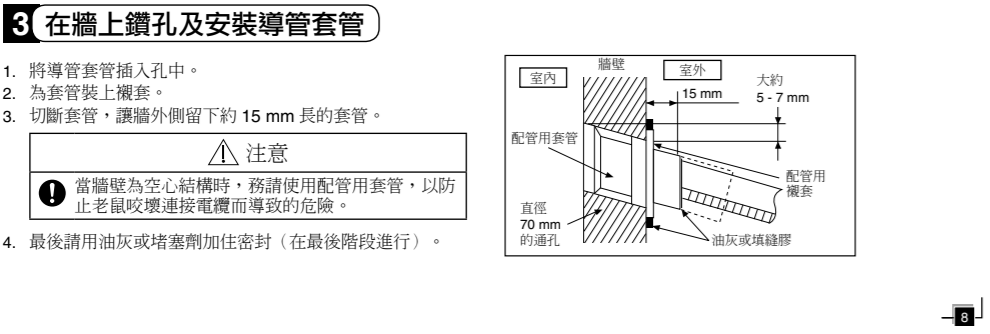 3 在牆上鑽孔及安裝導管套管
1. 將導管套管插入孔中。
2. 為套管裝上襯套。
3. 切斷套管，讓牆外側留下約 15 mm 長的套管。
注意
當牆壁為空心結構時，務請使用配管用套管，以防
止老鼠咬壞連接電纜而導致的危險。
4. 最後請用油灰或堵塞劑加住密封（在最後階段進行）。
牆壁
室內
室外
大約
5 - 7 mm
15 mm
配管用套管
配管用
襯套
直徑
70 mm
的通孔
油灰或填縫膠
8